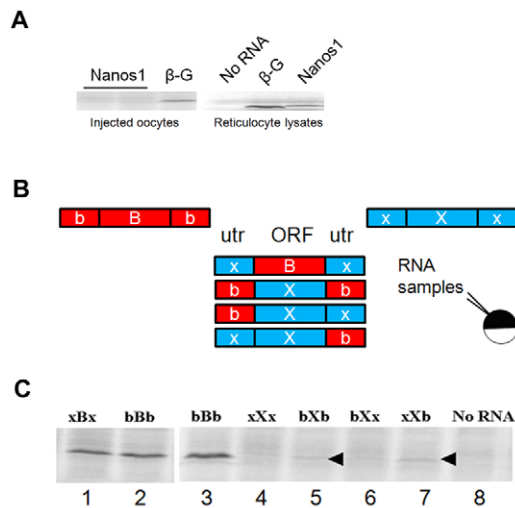 A
Nanos1 β-G No RNA β-G Nanos1
Injected oocytes Reticulocyte lysates
B
b B b x X x
utr ORF utr
x B x
b X b
b X x
x X b
RNA
samples
C
xBx bBb bBb xXx bXb bXx xXb No RNA
1 2 3 4 5 6 7 8